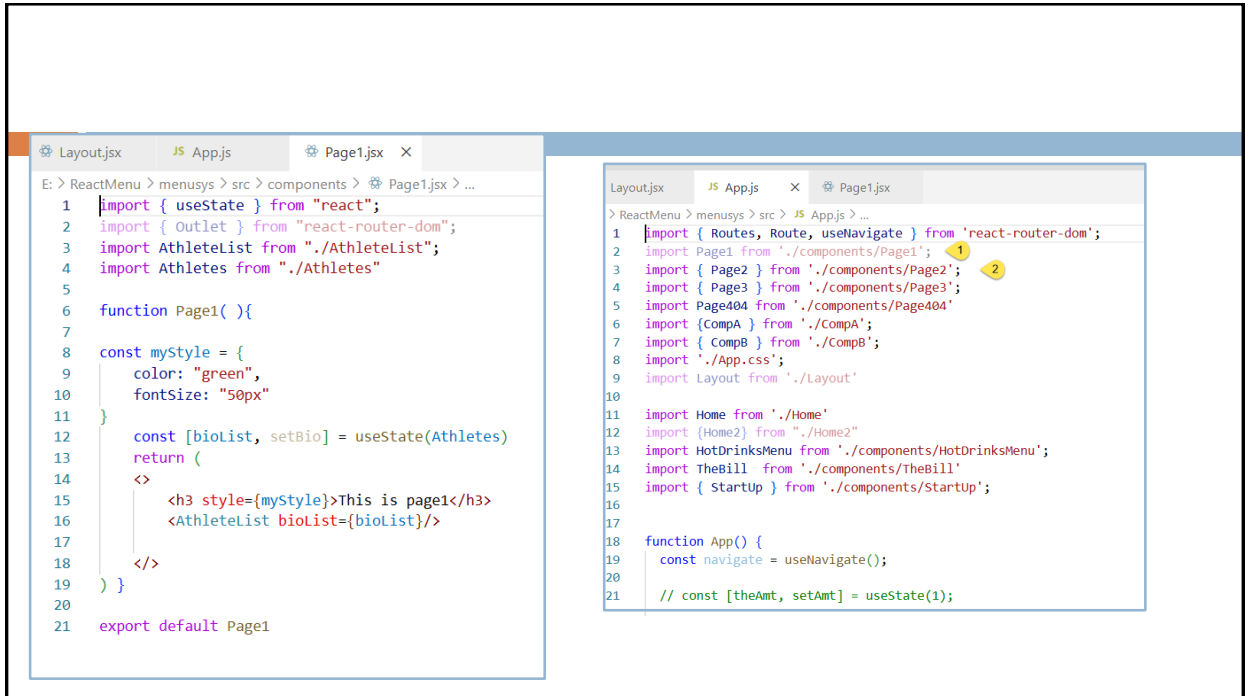 Layout.jsx JS App.js Page1.jsx ×
E: > ReactMenu > menusys > src > components > Page1.jsx > ...
1 import { useState } from "react";
2 import { Outlet } from "react-router-dom";
3 import AthleteList from "./AthleteList";
4 import Athletes from "./Athletes"
5
6 function Page1( ){
7
8 const myStyle = {
9 color: "green",
10 fontSize: "50px"
11 }
12 const [bioList, setBio] = useState(Athletes)
13 return (
14 <>
15 <h3 style={myStyle}>This is page1</h3>
16 <AthleteList bioList={bioList}/>
17
18 </>
19 ) }
20
21 export default Page1
Layout.jsx JS App.js × Page1.jsx
> ReactMenu > menusys > src > JS App.js > ...
1 import { Routes, Route, useNavigate } from 'react-router-dom';
2 import Page1 from './components/Page1'; 1
3 import { Page2 } from './components/Page2'; 2
4 import { Page3 } from './components/Page3';
5 import Page404 from './components/Page404'
6 import {CompA } from './CompA';
7 import { CompB } from './CompB';
8 import './App.css';
9 import Layout from './Layout'
10
11 import Home from './Home'
12 import {Home2} from "./Home2"
13 import HotDrinksMenu from './components/HotDrinksMenu';
14 import TheBill from './components/TheBill'
15 import { StartUp } from './components/StartUp';
16
17
18 function App() {
19 const navigate = useNavigate();
20
21 // const [theAmt, setAmt] = useState(1);